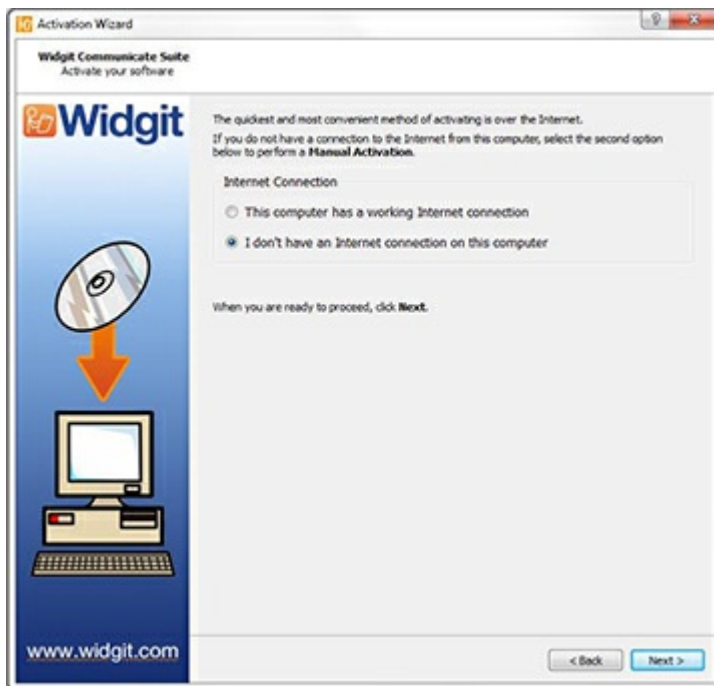 Activation Wizard
Widgit Communicate Suite
Activate your software
Widgit
The quickest and most convenient method of activating is over the Internet.
If you do not have a connection to the Internet from this computer, select the second option
below to perform a Manual Activation.
Internet Connection
This computer has a working Internet connection
I don't have an Internet connection on this computer
When you are ready to proceed, click Next.
www.widgit.com
< Back
Next >